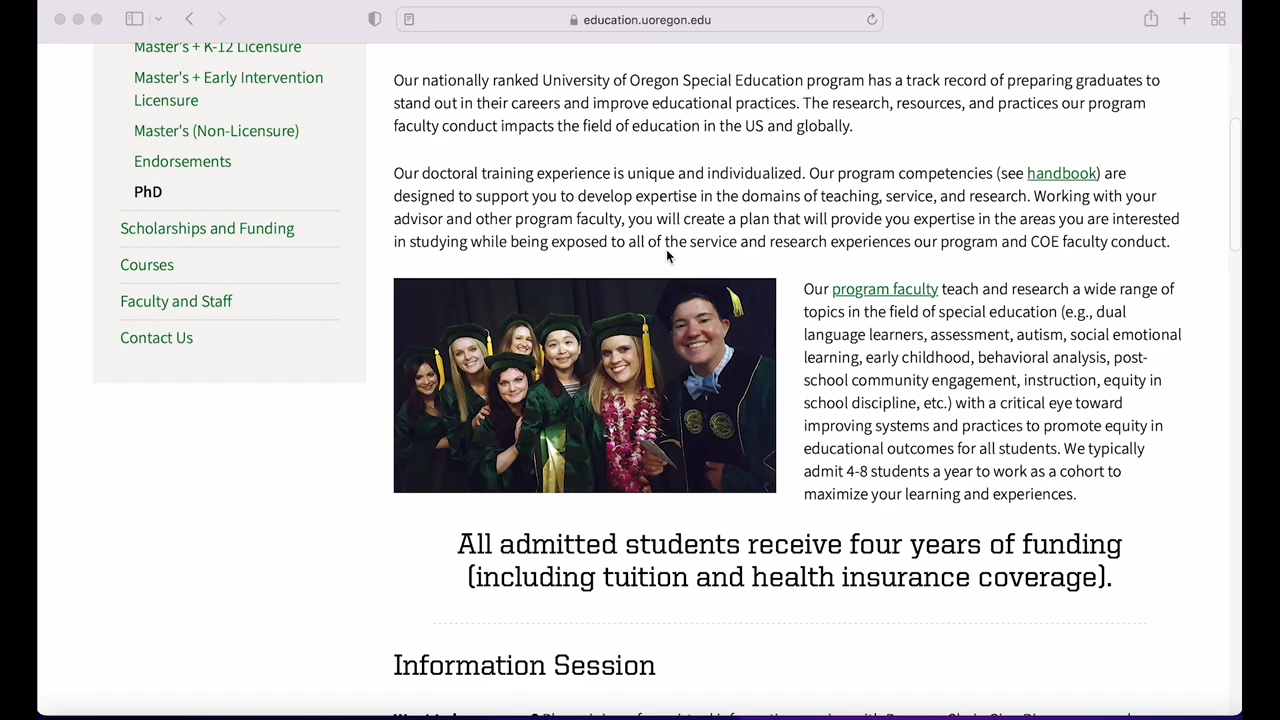 education.uoregon.edu
Master's + K-12 Licensure
Master's + Early Intervention
Licensure
Master's (Non-Licensure)
Endorsements
PhD
Scholarships and Funding
Courses
Faculty and Staff
Contact Us
Our nationally ranked University of Oregon Special Education program has a track record of preparing graduates to
stand out in their careers and improve educational practices. The research, resources, and practices our program
faculty conduct impacts the field of education in the US and globally.
Our doctoral training experience is unique and individualized. Our program competencies (see handbook) are
designed to support you to develop expertise in the domains of teaching, service, and research. Working with your
advisor and other program faculty, you will create a plan that will provide you expertise in the areas you are interested
in studying while being exposed to all of the service and research experiences our program and COE faculty conduct.
Our program faculty teach and research a wide range of
topics in the field of special education (e.g., dual
language learners, assessment, autism, social emotional
learning, early childhood, behavioral analysis, post-
school community engagement, instruction, equity in
school discipline, etc.) with a critical eye toward
improving systems and practices to promote equity in
educational outcomes for all students. We typically
admit 4-8 students a year to work as a cohort to
maximize your learning and experiences.
All admitted students receive four years of funding
(including tuition and health insurance coverage).
Information Session